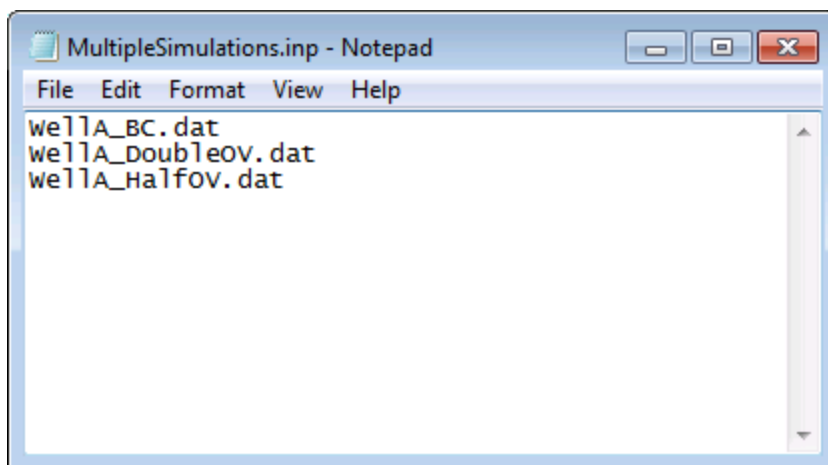 MultipleSimulations.inp - Notepad
File Edit Format View Help
WellA_BC.dat
WellA_DoubleOV.dat
WellA_HalfOV.dat